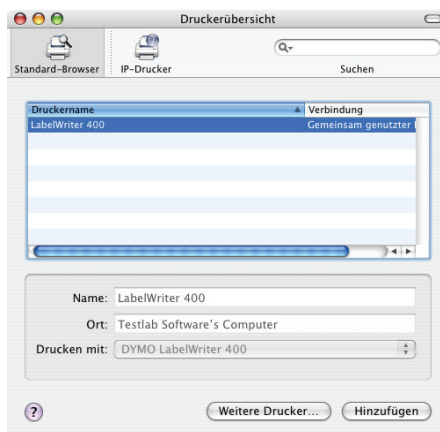 Druckerübersicht
Standard-Browser IP-Drucker Suchen
Druckername Verbindung
LabelWriter 400 Gemeinsam genutzter
Name: LabelWriter 400
Ort: Testlab Software's Computer
Drucken mit: DYMO LabelWriter 400
? Weitere Drucker... Hinzufügen